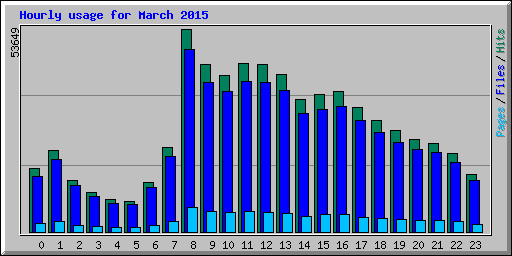 Hourly usage for March 2015
53649
Pages/Files/Hits
0 1 2 3 4 5 6 7 8 9 10 11 12 13 14 15 16 17 18 19 20 21 22 23